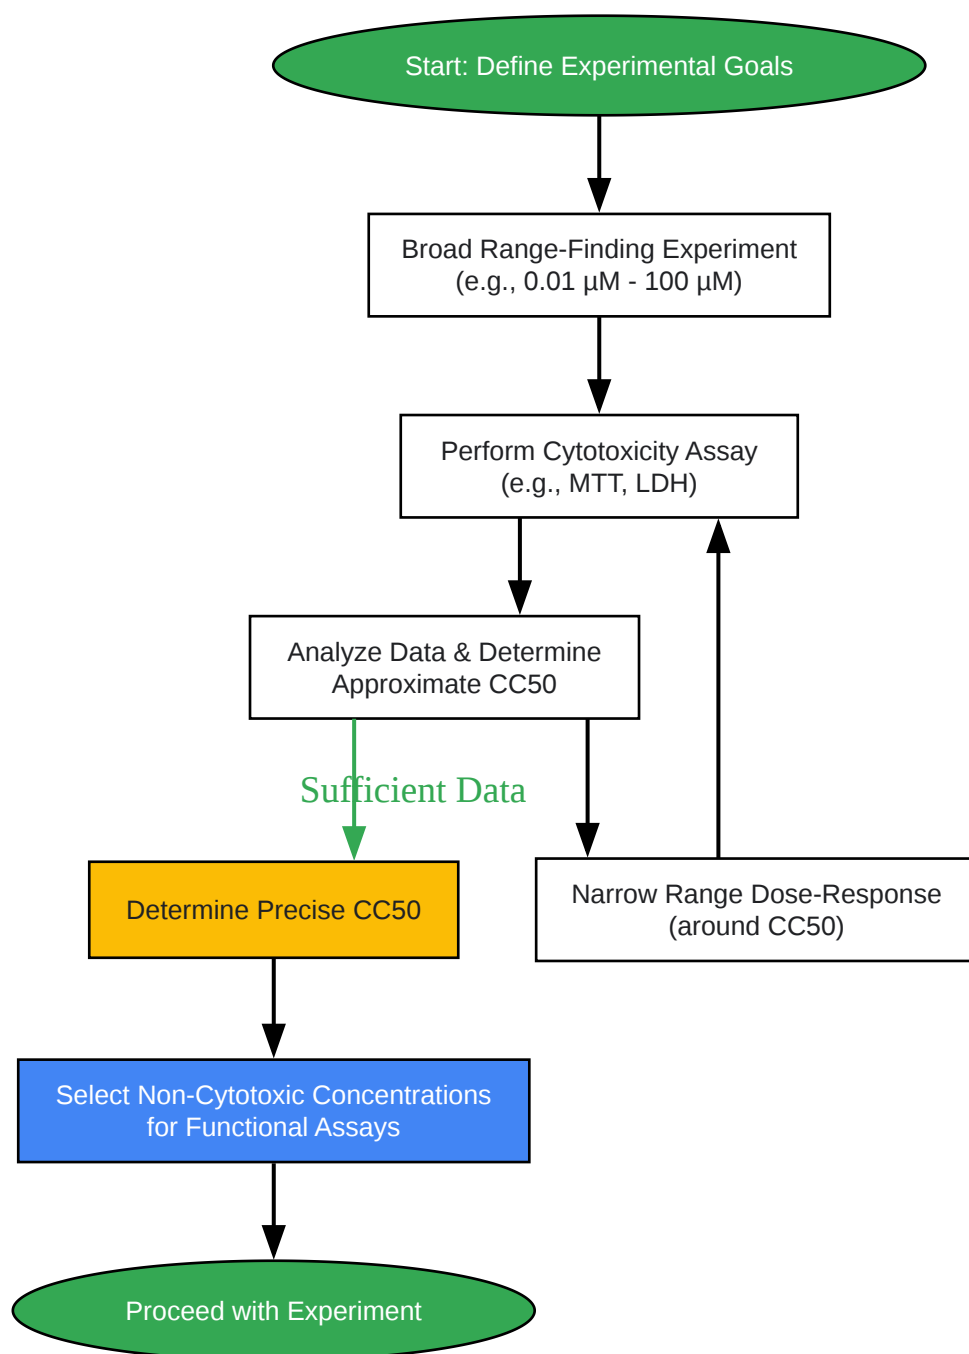 Start: Define Experimental Goals
Broad Range-Finding Experiment
(e.g., 0.01 µM - 100 µM)
Perform Cytotoxicity Assay
(e.g., MTT, LDH)
Analyze Data & Determine
Approximate CC50
Sufficient Data
Determine Precise CC50
Narrow Range Dose-Response
(around CC50)
Select Non-Cytotoxic Concentrations
for Functional Assays
Proceed with Experiment